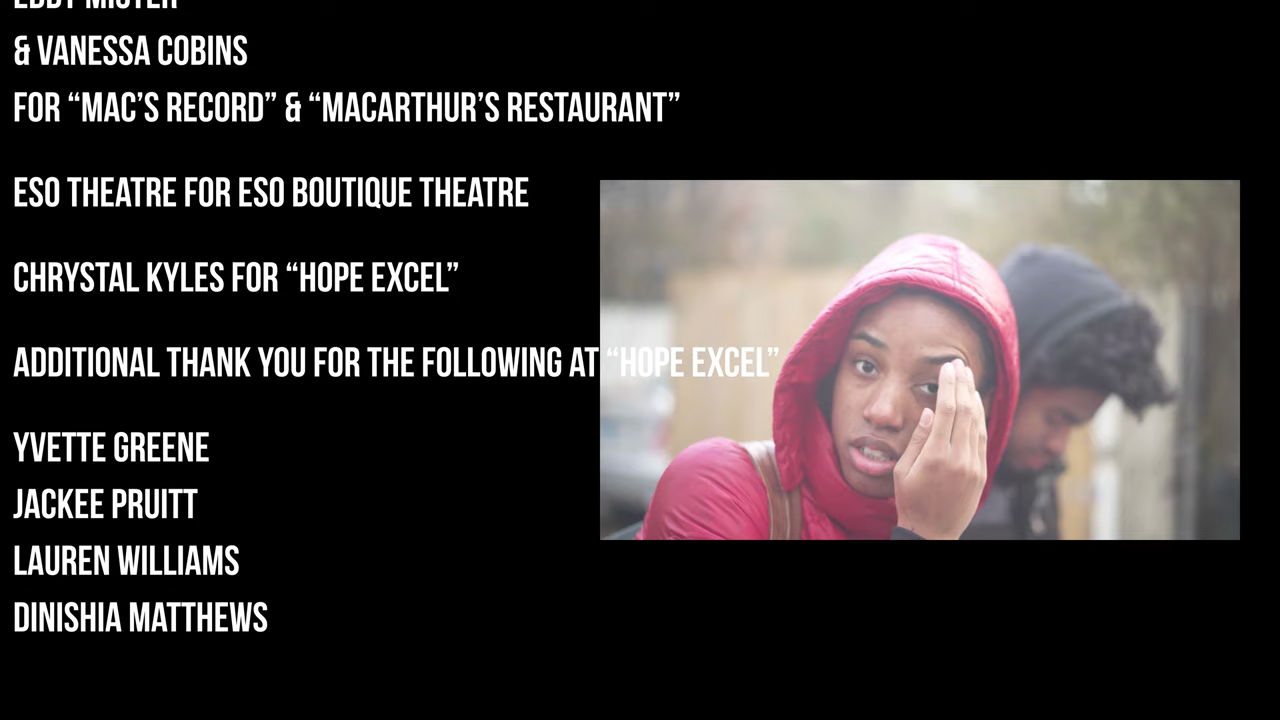 & VANESSA COBINS
FOR “MAC’S RECORD” & “MACARTHUR’S RESTAURANT”
ESO THEATRE FOR ESO BOUTIQUE THEATRE
CHRYSTAL KYLES FOR “HOPE EXCEL”
ADDITIONAL THANK YOU FOR THE FOLLOWING AT “HOPE EXCEL”
YVETTE GREENE
JACKEE PRUITT
LAUREN WILLIAMS
DINISHIA MATTHEWS